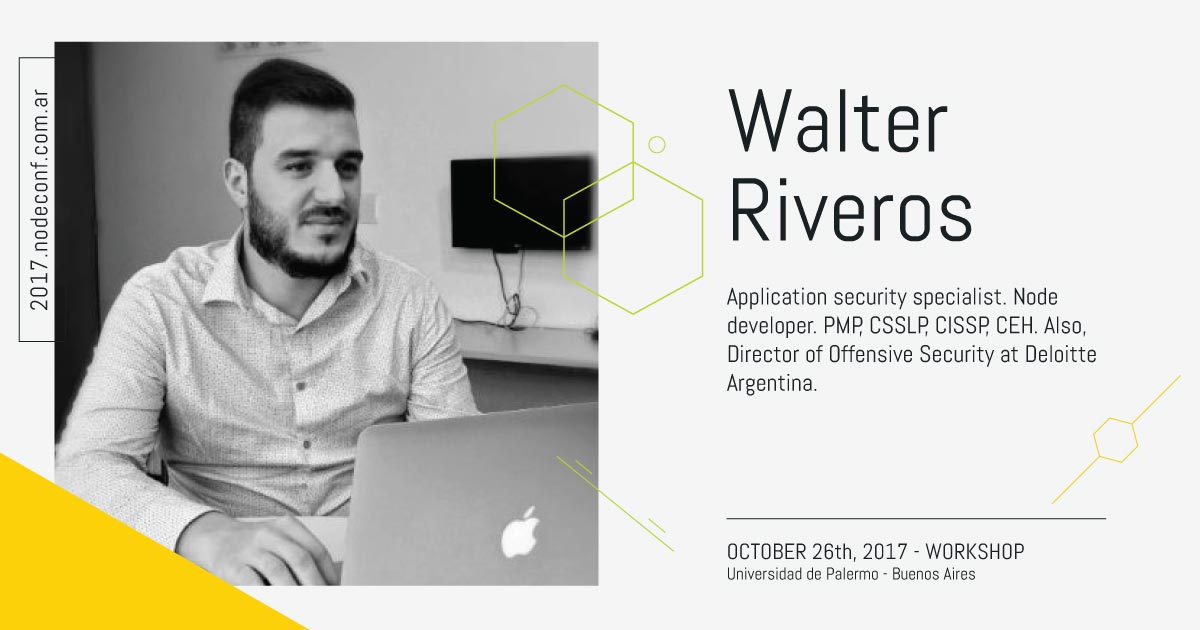 2017.nodeconf.com.ar
Walter
Riveros
Application security specialist. Node
developer. PMP, CSSLP, CISSP, CEH. Also,
Director of Offensive Security at Deloitte
Argentina.
OCTOBER 26th, 2017 - WORKSHOP
Universidad de Palermo - Buenos Aires